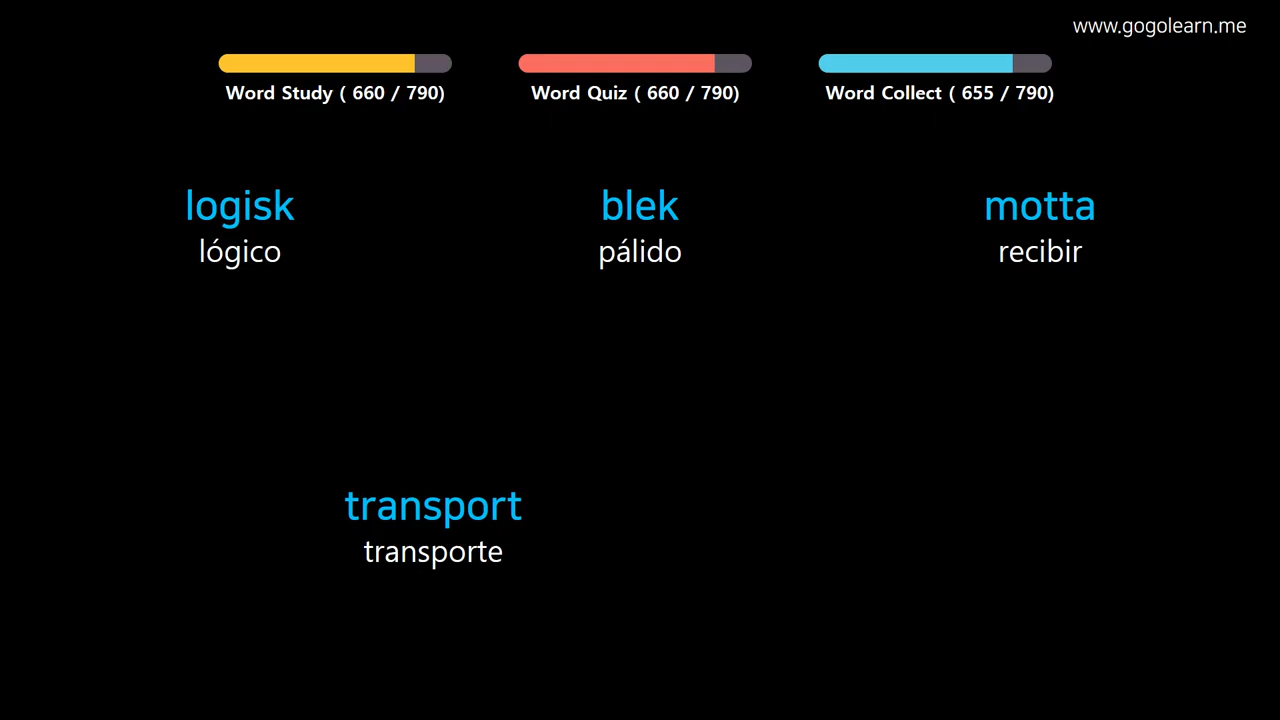 www.gogolearn.me
Word Study ( 660 / 790)
Word Quiz ( 660 / 790)
Word Collect ( 655 / 790)
logisk
lógico
blek
pálido
motta
recibir
transport
transporte